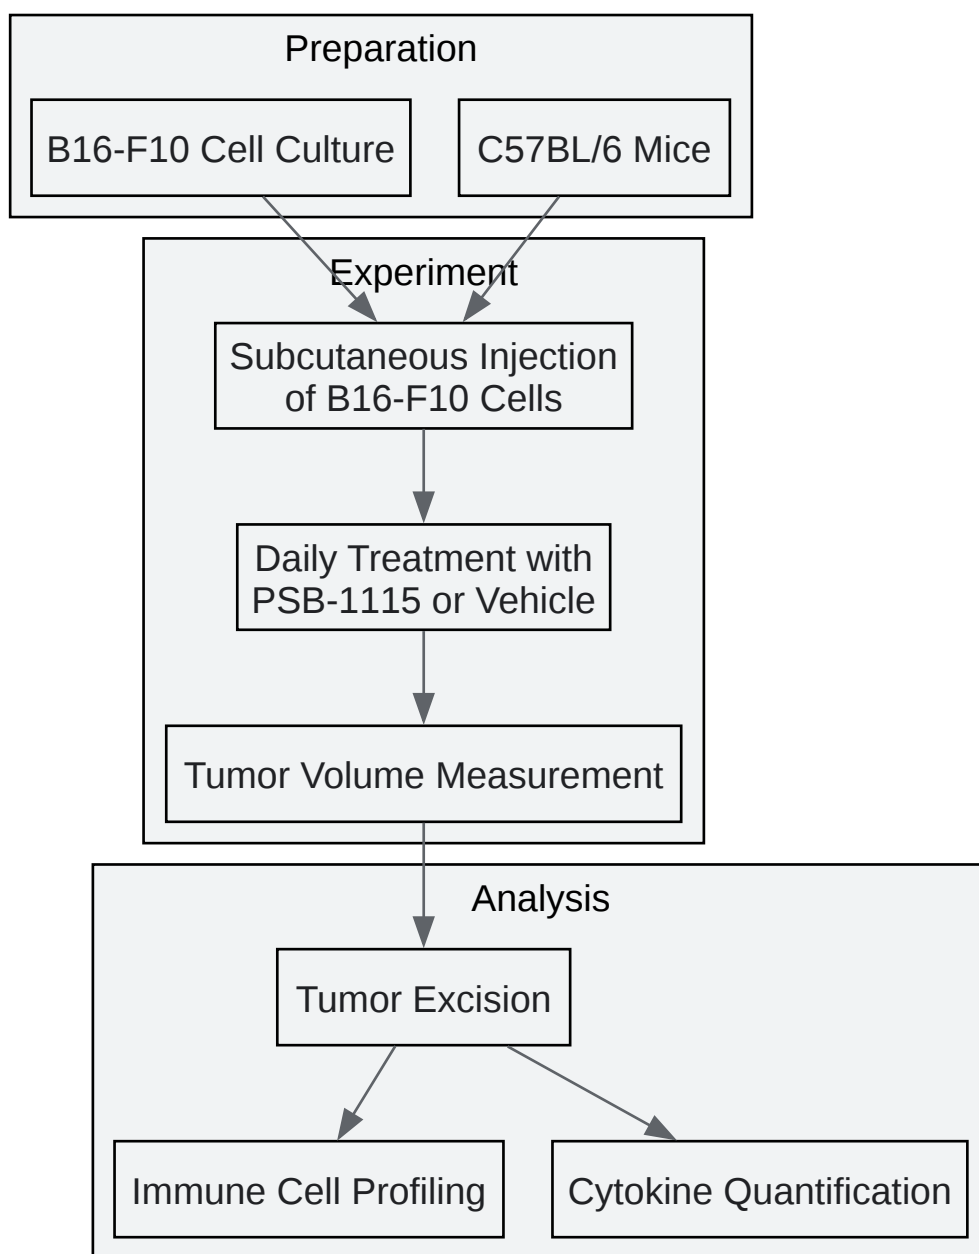 Preparation
B16-F10 Cell Culture
C57BL/6 Mice
Experiment
Subcutaneous Injection
of B16-F10 Cells
Daily Treatment with
PSB-1115 or Vehicle
Tumor Volume Measurement
Analysis
Tumor Excision
Immune Cell Profiling
Cytokine Quantification